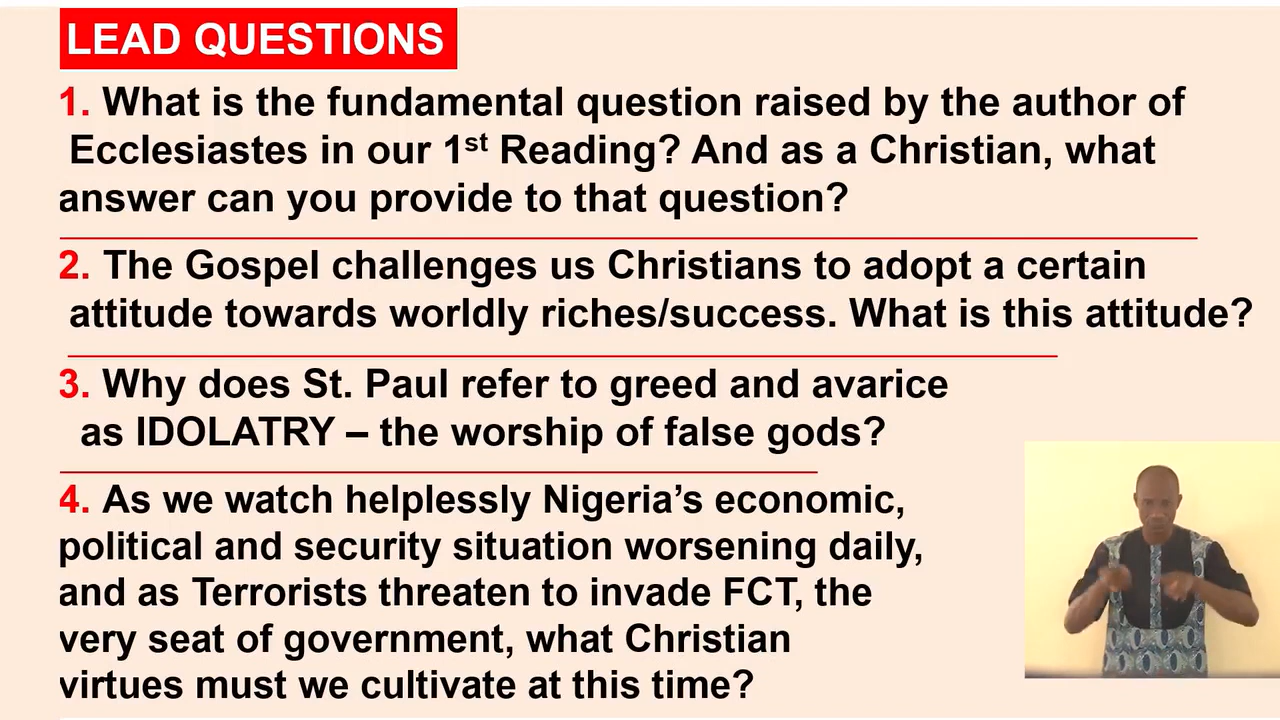 LEAD QUESTIONS
1. What is the fundamental question raised by the author of
Ecclesiastes in our 1st Reading? And as a Christian, what
answer can you provide to that question?
2. The Gospel challenges us Christians to adopt a certain
attitude towards worldly riches/success. What is this attitude?
3. Why does St. Paul refer to greed and avarice
as IDOLATRY – the worship of false gods?
4. As we watch helplessly Nigeria’s economic,
political and security situation worsening daily,
and as Terrorists threaten to invade FCT, the
very seat of government, what Christian
virtues must we cultivate at this time?